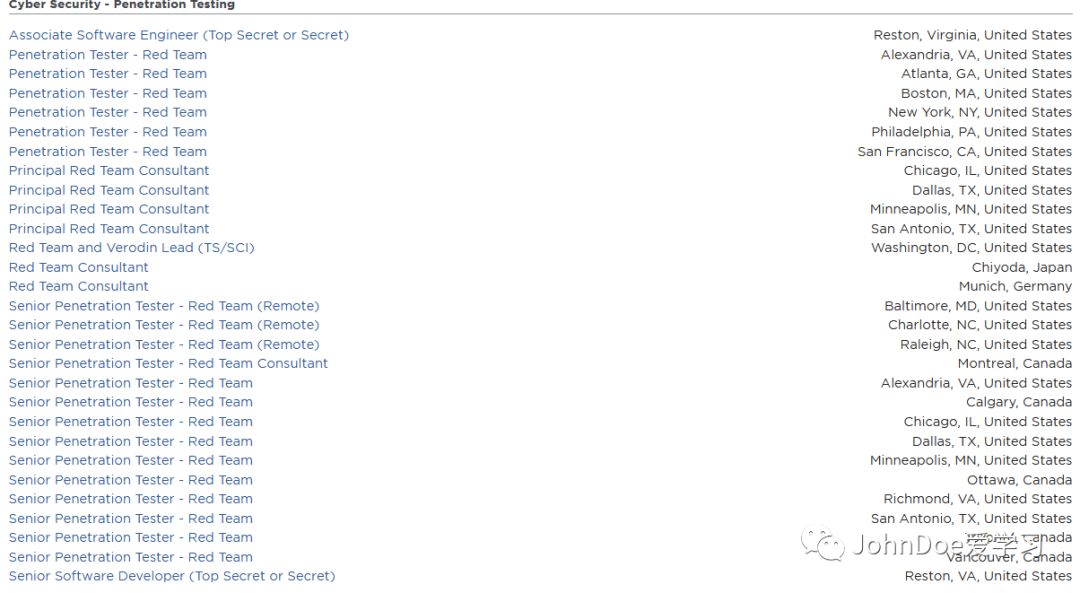 Cyber Security - Penetration Testing
Associate Software Engineer (Top Secret or Secret) Reston, Virginia, United States
Penetration Tester - Red Team Alexandria, VA, United States
Penetration Tester - Red Team Atlanta, GA, United States
Penetration Tester - Red Team Boston, MA, United States
Penetration Tester - Red Team New York, NY, United States
Penetration Tester - Red Team Philadelphia, PA, United States
Penetration Tester - Red Team San Francisco, CA, United States
Principal Red Team Consultant Chicago, IL, United States
Principal Red Team Consultant Dallas, TX, United States
Principal Red Team Consultant Minneapolis, MN, United States
Principal Red Team Consultant San Antonio, TX, United States
Red Team and Verodin Lead (TS/SCI) Washington, DC, United States
Red Team Consultant Chiyoda, Japan
Red Team Consultant Munich, Germany
Senior Penetration Tester - Red Team (Remote) Baltimore, MD, United States
Senior Penetration Tester - Red Team (Remote) Charlotte, NC, United States
Senior Penetration Tester - Red Team (Remote) Raleigh, NC, United States
Senior Penetration Tester - Red Team Consultant Montreal, Canada
Senior Penetration Tester - Red Team Alexandria, VA, United States
Senior Penetration Tester - Red Team Calgary, Canada
Senior Penetration Tester - Red Team Chicago, IL, United States
Senior Penetration Tester - Red Team Dallas, TX, United States
Senior Penetration Tester - Red Team Minneapolis, MN, United States
Senior Penetration Tester - Red Team Ottawa, Canada
Senior Penetration Tester - Red Team Richmond, VA, United States
Senior Penetration Tester - Red Team San Antonio, TX, United States
Senior Penetration Tester - Red Team Canada
JohnDoe爱学习
Senior Penetration Tester - Red Team Vancouver, Canada
Senior Software Developer (Top Secret or Secret) Reston, VA, United States